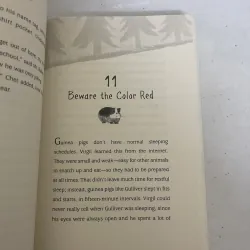 11
Beware the Color Red
Guinea pigs don't have normal sleeping
schedules. Virgil learned this from the internet.
They were small and weak—easy for other animals
to snatch up and eat—so they had to be prepared
at all times. That didn't leave much time for restful
sleep; instead, guinea pigs like Gulliver slept in fits
and starts, in fifteen-minute intervals. Virgil could
never really tell when Gulliver was sleeping, since
his eyes were always open and he spent a lot of